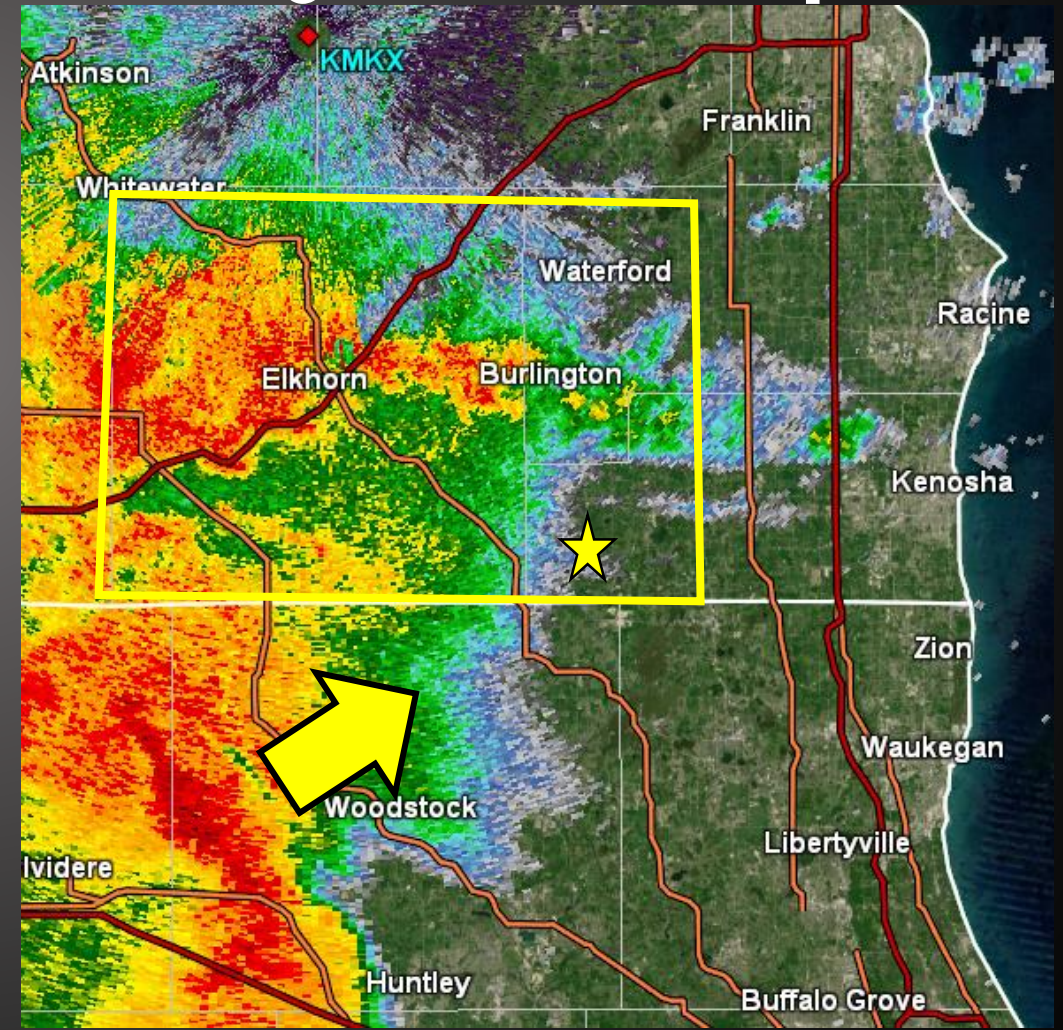 KMKX
Atkinson
Franklin
Whitewater
Waterford
Racine
Elkhorn
Burlington
Kenosha
Zion
Waukegan
Woodstock
Libertyville
lvidere
Huntley
Buffalo Grove